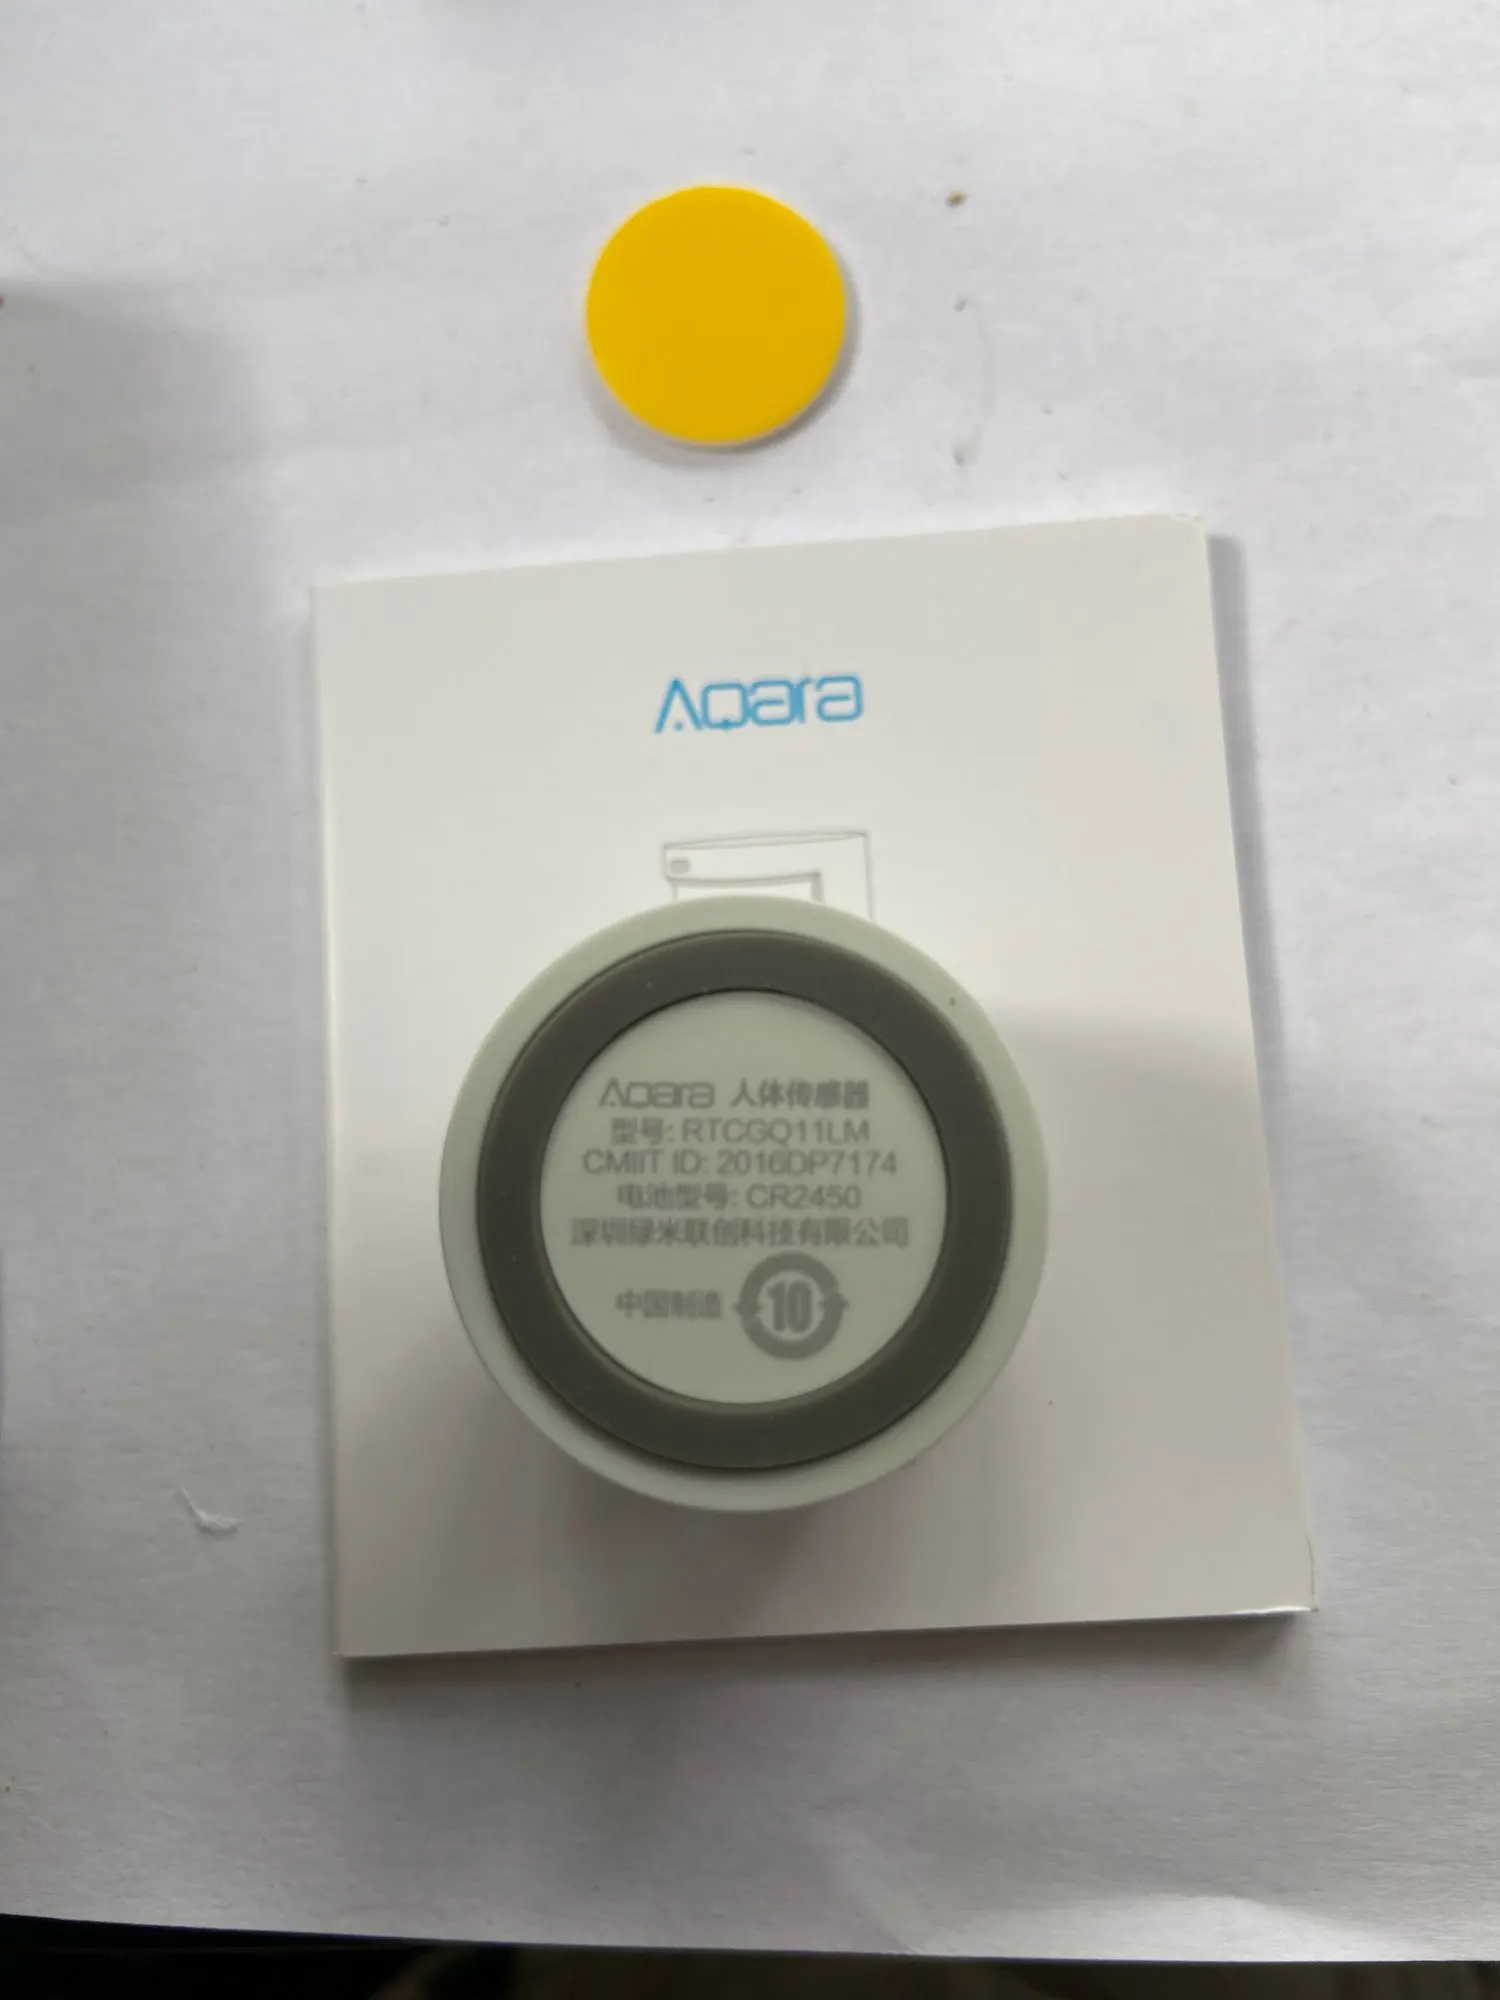 Aqara
Aqara 人体传感器
型号: RTCGQ11LM
CMIIT ID: 2016DP7174
电池型号: CR2450
深圳绿米联创科技有限公司
中国制造 10